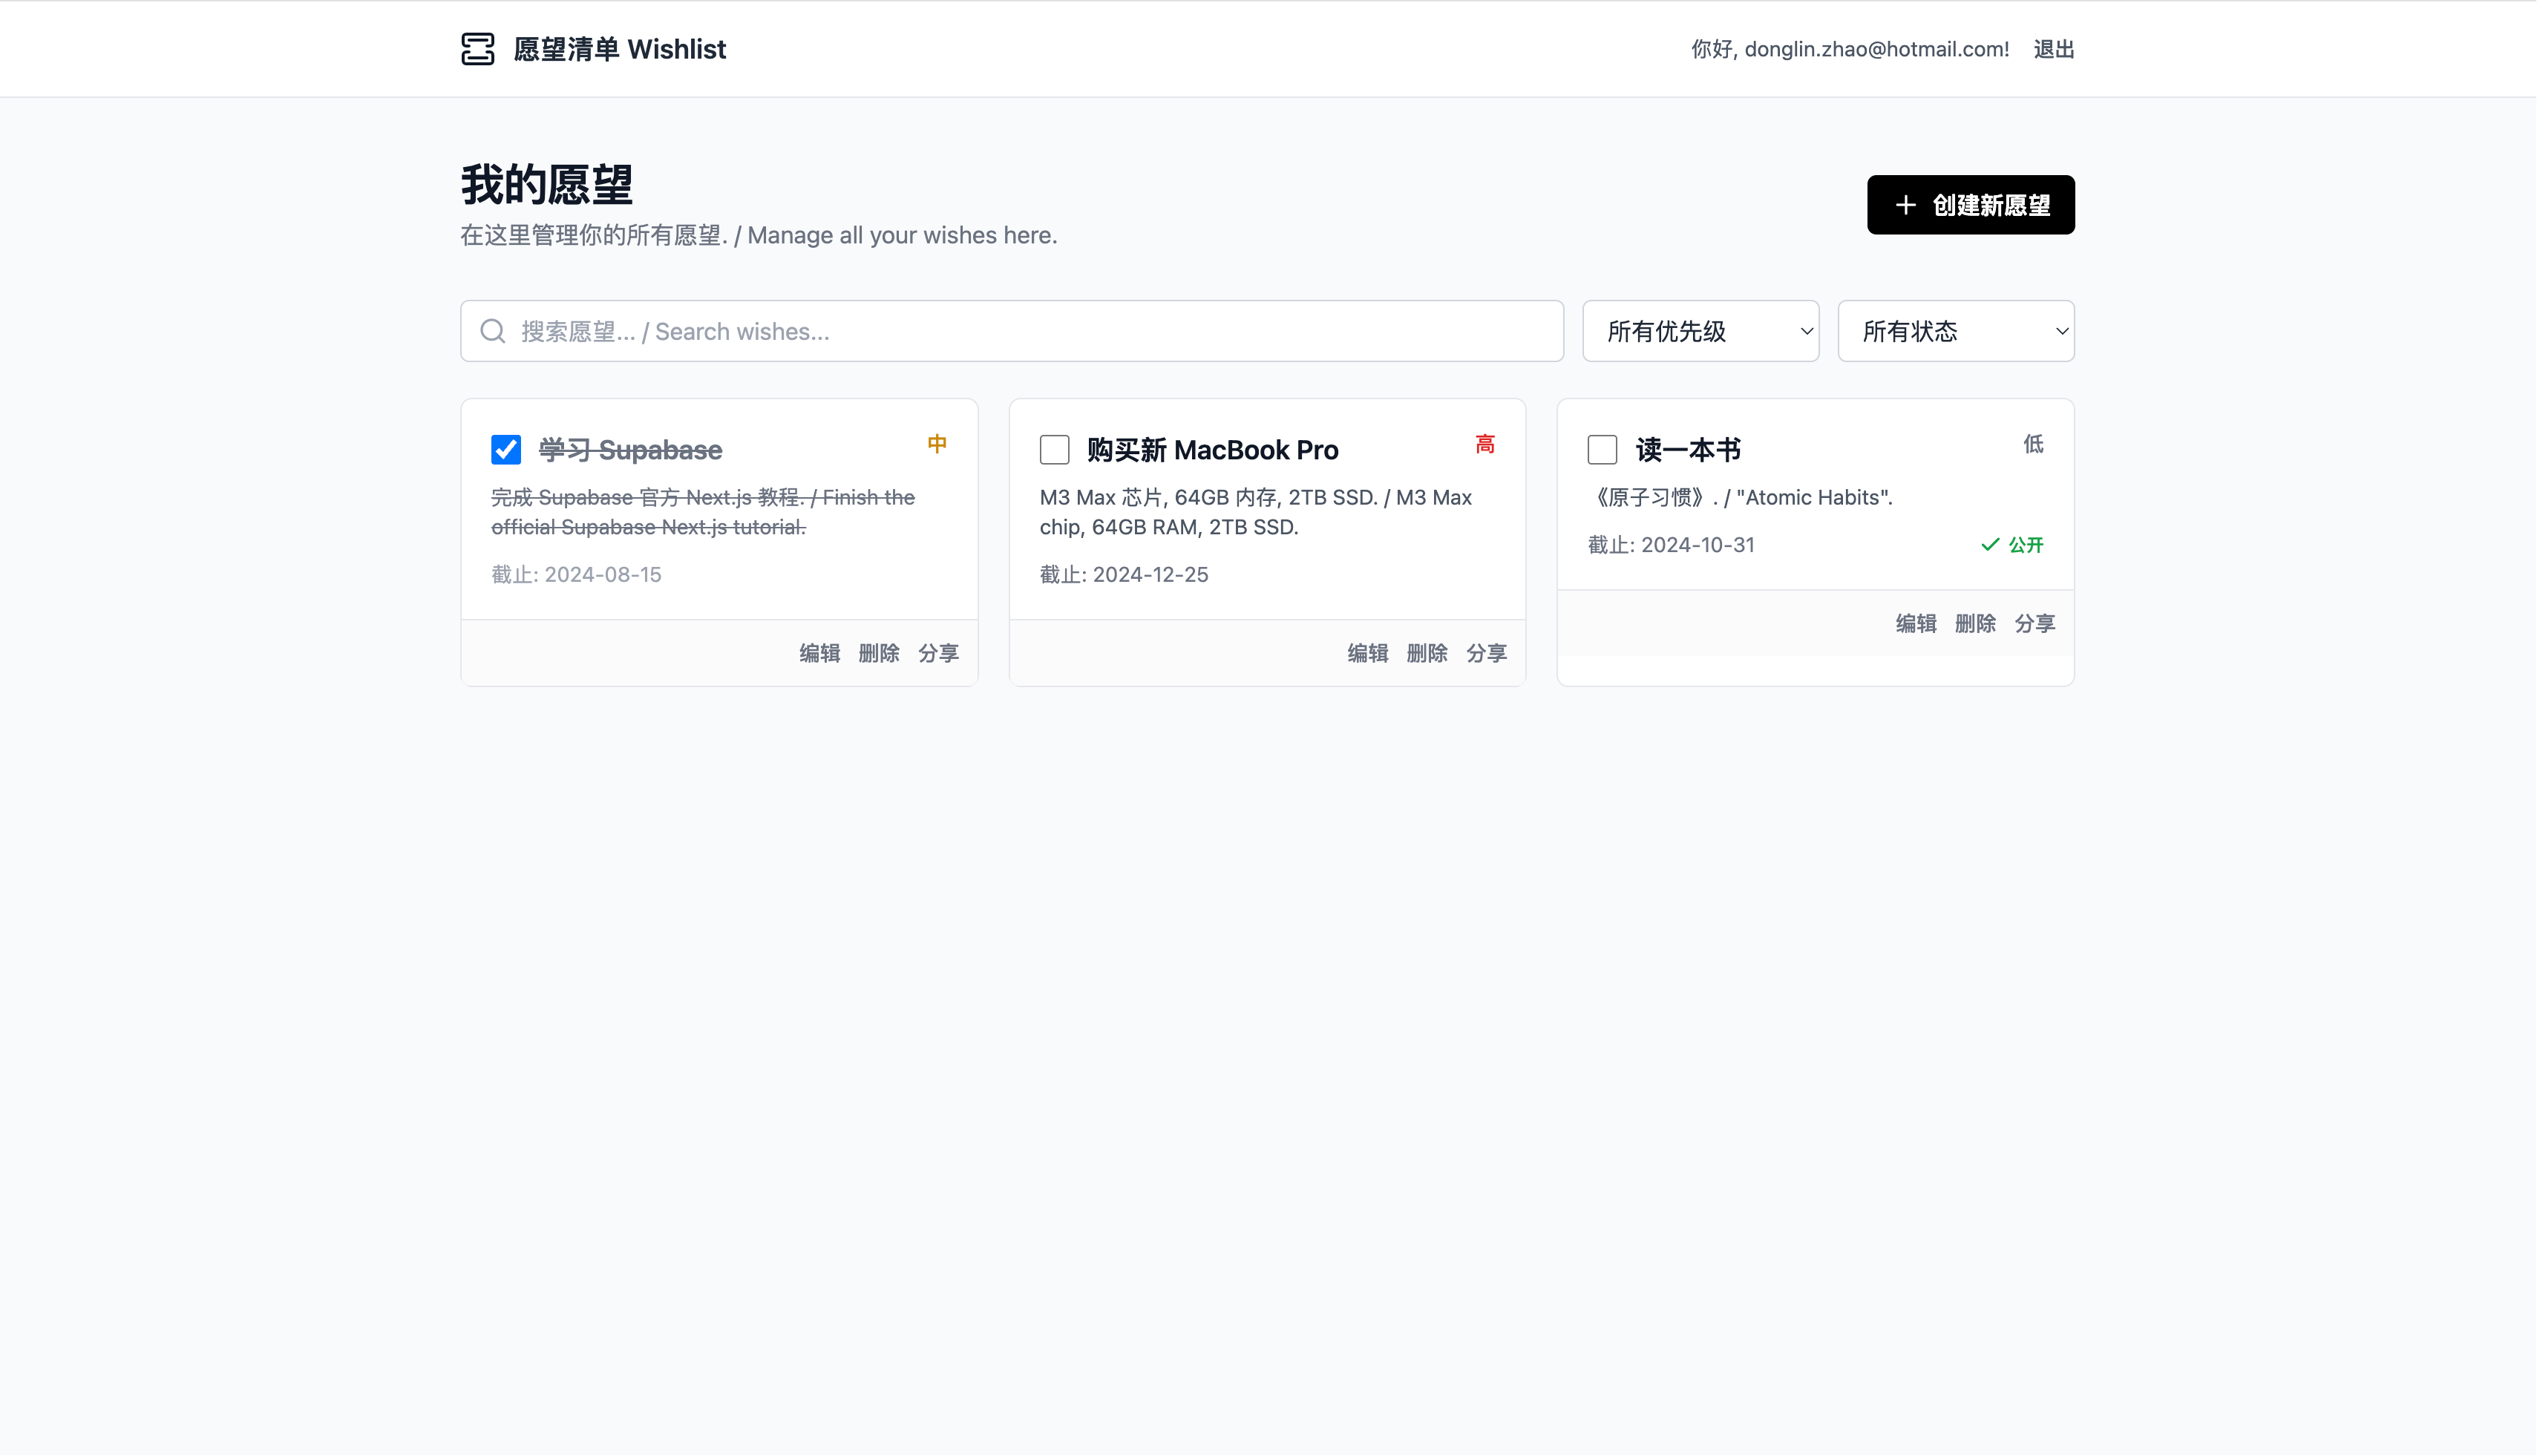 愿望清单 Wishlist
你好, donglin.zhao@hotmail.com!
退出
我的愿望
在这里管理你的所有愿望. / Manage all your wishes here.
创建新愿望
搜索愿望... / Search wishes...
所有优先级
所有状态
学习 Supabase
中
完成 Supabase 官方 Next.js 教程. / Finish the
official Supabase Next.js tutorial.
截止: 2024-08-15
编辑 删除 分享
购买新 MacBook Pro
高
M3 Max 芯片, 64GB 内存, 2TB SSD. / M3 Max
chip, 64GB RAM, 2TB SSD.
截止: 2024-12-25
编辑 删除 分享
读一本书
低
《原子习惯》. / "Atomic Habits".
截止: 2024-10-31
公开
编辑 删除 分享